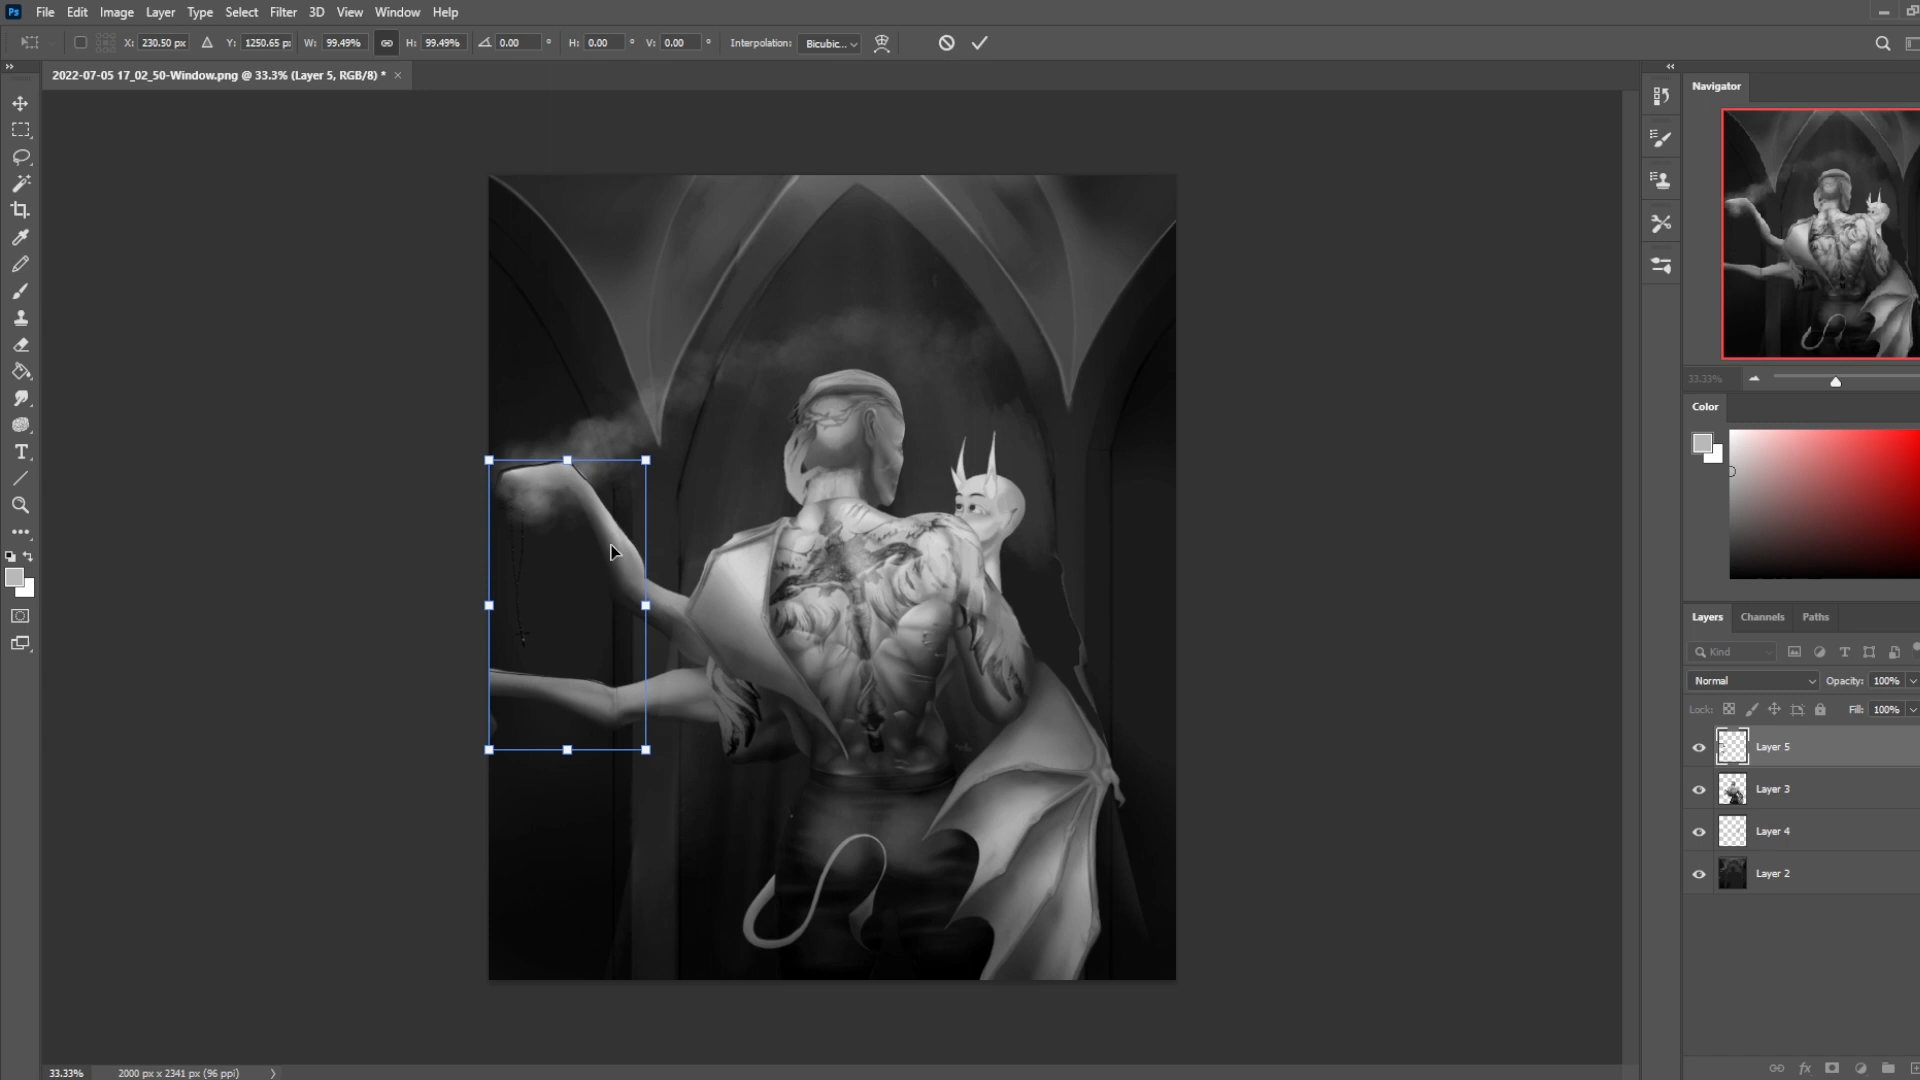 Ps File Edit Image Layer Type Select Filter 3D View Window Help
X: 230.50 px Y: 1250.65 px W: 99.49% H: 99.49% 0.00 ° H: 0.00 ° V: 0.00 ° Interpolation: Bicubic...
2022-07-05 17_02_50-Window.png @ 33.3% (Layer 5, RGB/8) * ×
Navigator
33.33%
Color
Layers Channels Paths
Kind
Normal Opacity: 100%
Lock: Fill: 100%
Layer 5
Layer 3
Layer 4
Layer 2
33.33% 2000 px x 2341 px (96 ppi)